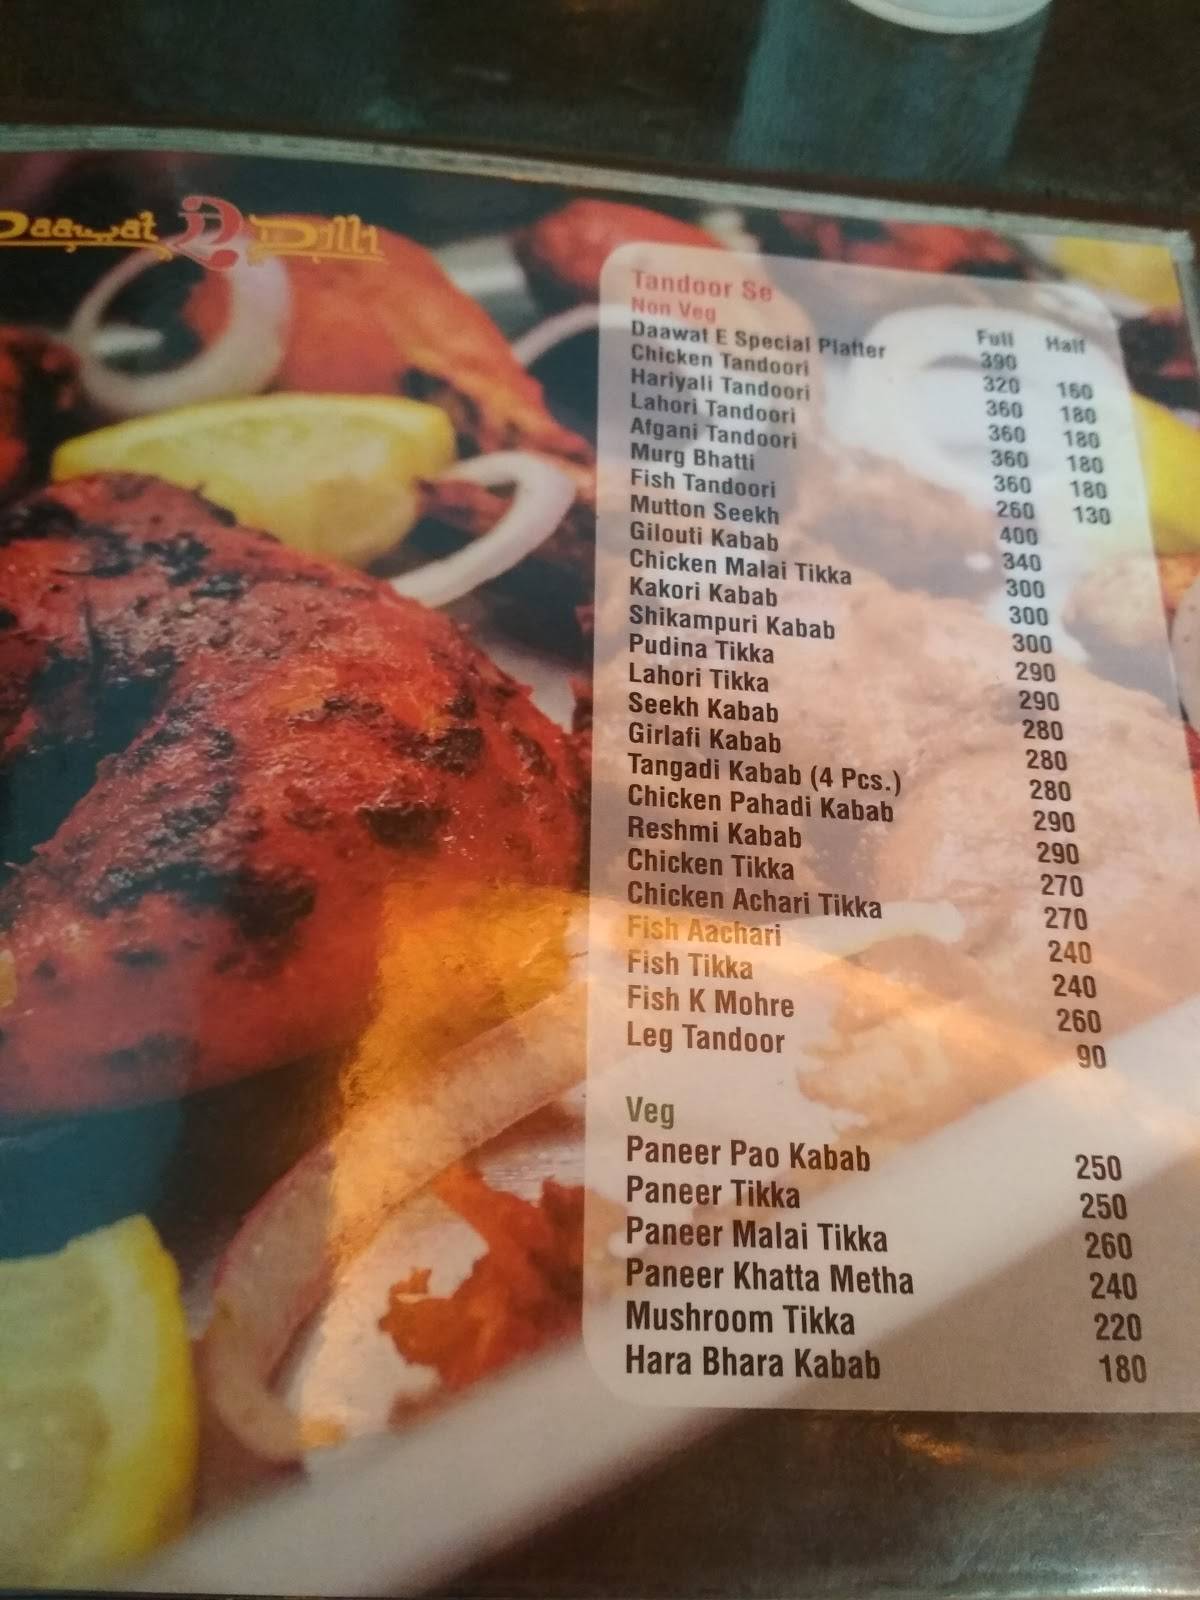 Daawat E Dilli
Tandoor Se
Non Veg Full Half
Daawat E Special Platter 390
Chicken Tandoori 320 160
Hariyali Tandoori 360 180
Lahori Tandoori 360 180
Afgani Tandoori 360 180
Murg Bhatti 360 180
Fish Tandoori 260 130
Mutton Seekh 400
Gilouti Kabab 340
Chicken Malai Tikka 300
Kakori Kabab 300
Shikampuri Kabab 300
Pudina Tikka 290
Lahori Tikka 290
Seekh Kabab 280
Girlafi Kabab 280
Tangadi Kabab (4 Pcs.) 280
Chicken Pahadi Kabab 290
Reshmi Kabab 290
Chicken Tikka 270
Chicken Achari Tikka 270
Fish Aachari 240
Fish Tikka 240
Fish K Mohre 260
Leg Tandoor 90
Veg
Paneer Pao Kabab 250
Paneer Tikka 250
Paneer Malai Tikka 260
Paneer Khatta Metha 240
Mushroom Tikka 220
Hara Bhara Kabab 180